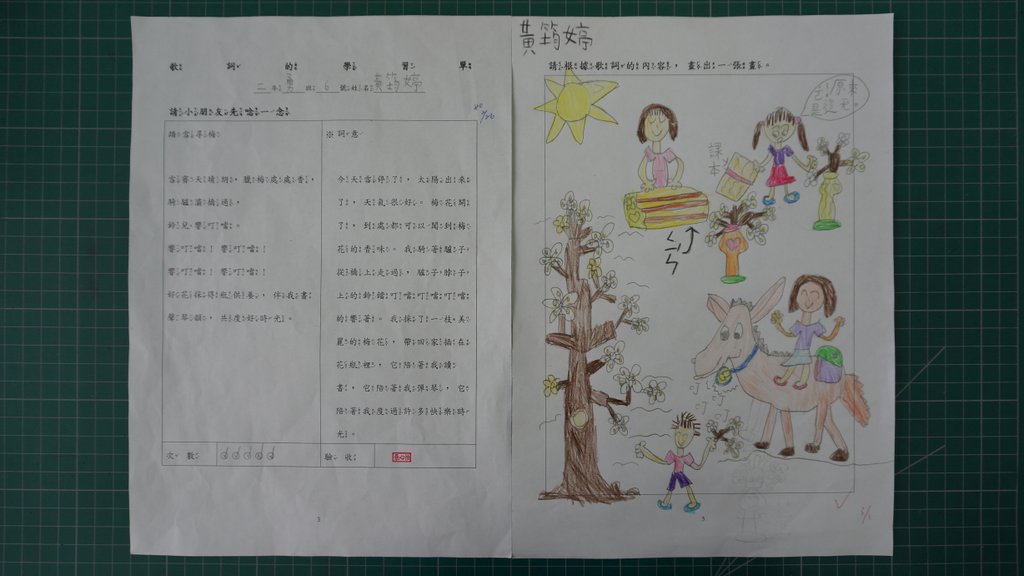 歌詞的學習單
二年勇班6號姓名黃筠婷
請小朋友先唸一念
踏雪尋梅
雪霽天晴朗，臘梅處處香，
騎驢灞橋過，
鈴兒響叮噹。
響叮噹！響叮噹！
響叮噹！響叮噹！
好花採得瓶供養，伴我書
聲琴韻，共度好時光。
※詞意
今天雪停了，太陽出來
了，天氣很好。梅花開
了，到處都可以聞到梅
花的香味。我騎著驢子
從橋上走過，驢子脖子
上的鈴鐺叮噹叮噹叮噹
的響著。我採了一枝美
麗的梅花，帶回家插在
花瓶裡，它陪著我讀
書，它陪著我彈琴，它
陪著我度過許多快樂時
光。
次數
驗收
3
黃筠婷
請根據歌詞的內容，畫出一張畫。
課本
叮
叮
叮
3